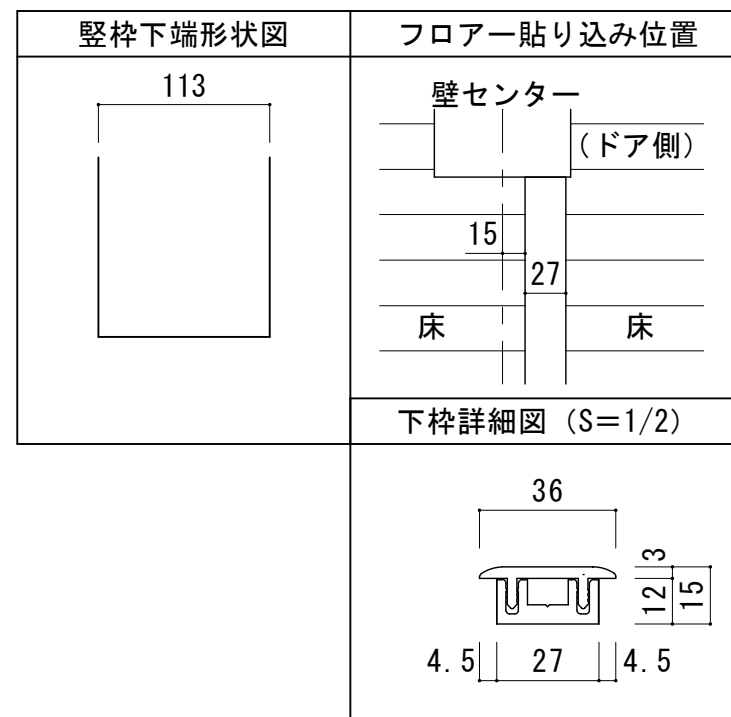 竪枠下端形状図
フロアー貼り込み位置
113
壁センター
(ドア側)
15
27
床
床
下枠詳細図 (S=1/2)
36
3
12
15
4.5
27
4.5